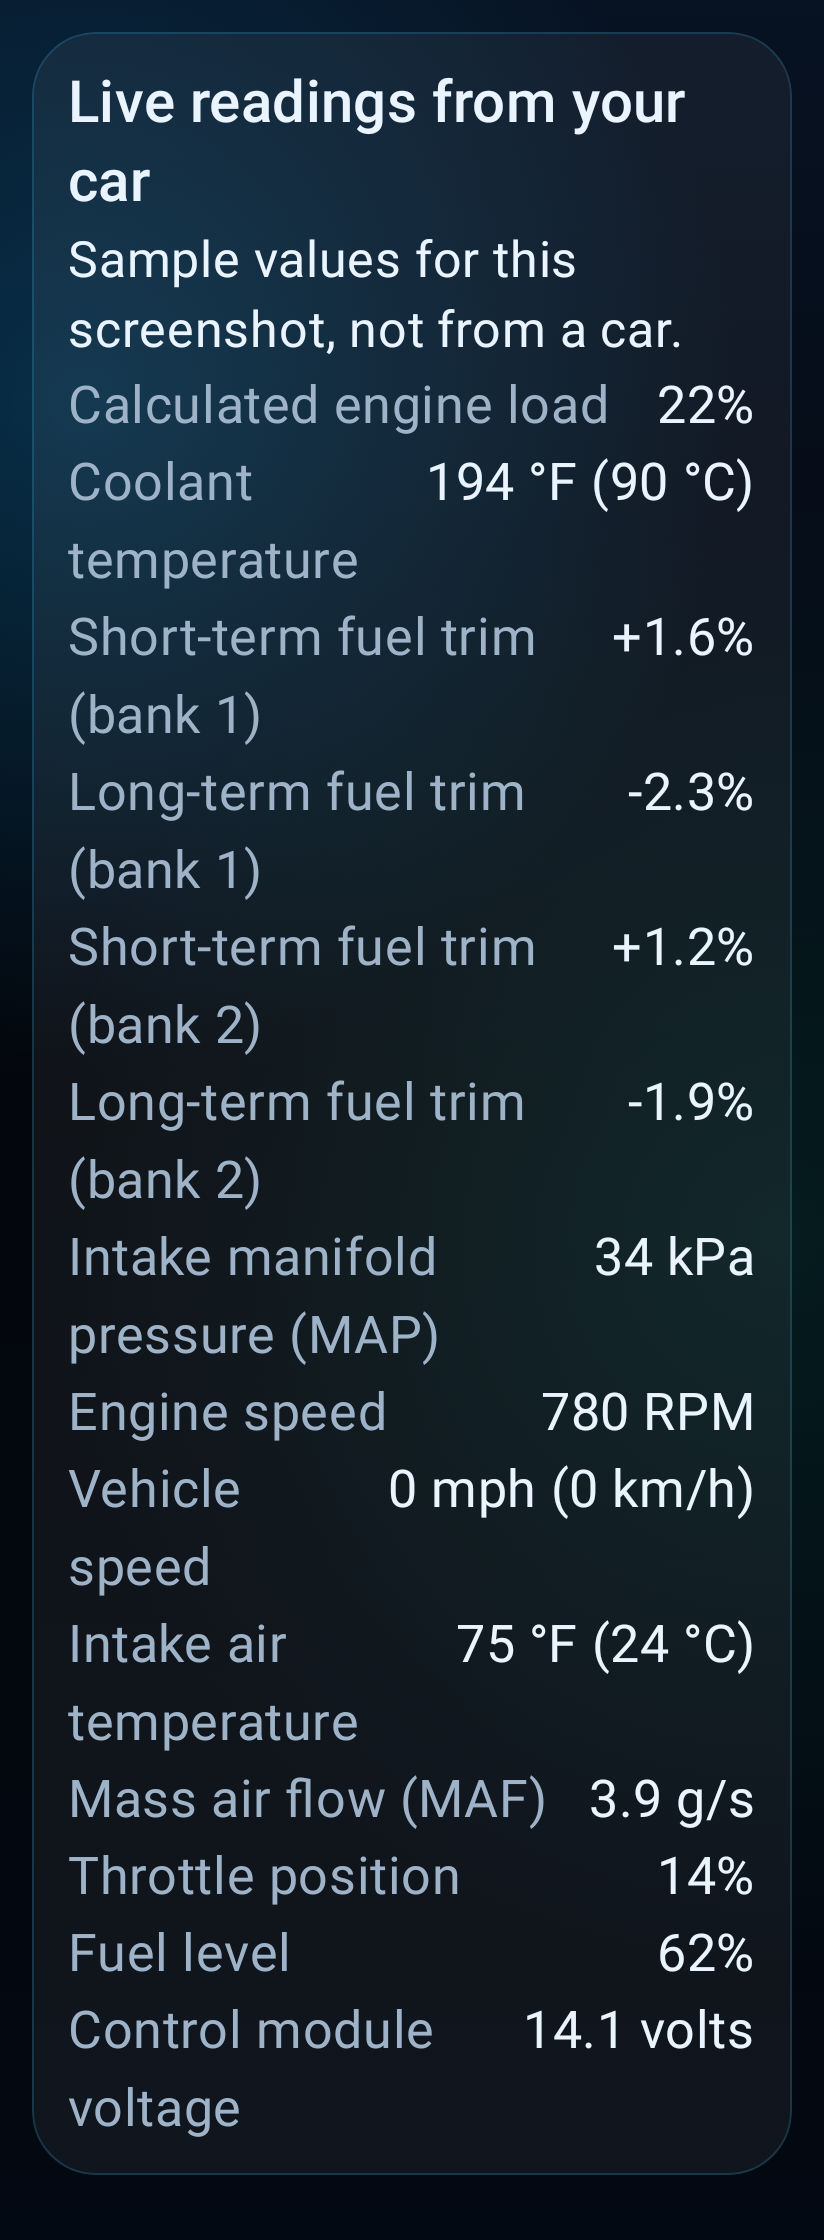 Live readings from your
car
Sample values for this
screenshot, not from a car.
Calculated engine load 22%
Coolant 194 °F (90 °C)
temperature
Short-term fuel trim +1.6%
(bank 1)
Long-term fuel trim -2.3%
(bank 1)
Short-term fuel trim +1.2%
(bank 2)
Long-term fuel trim -1.9%
(bank 2)
Intake manifold 34 kPa
pressure (MAP)
Engine speed 780 RPM
Vehicle 0 mph (0 km/h)
speed
Intake air 75 °F (24 °C)
temperature
Mass air flow (MAF) 3.9 g/s
Throttle position 14%
Fuel level 62%
Control module 14.1 volts
voltage